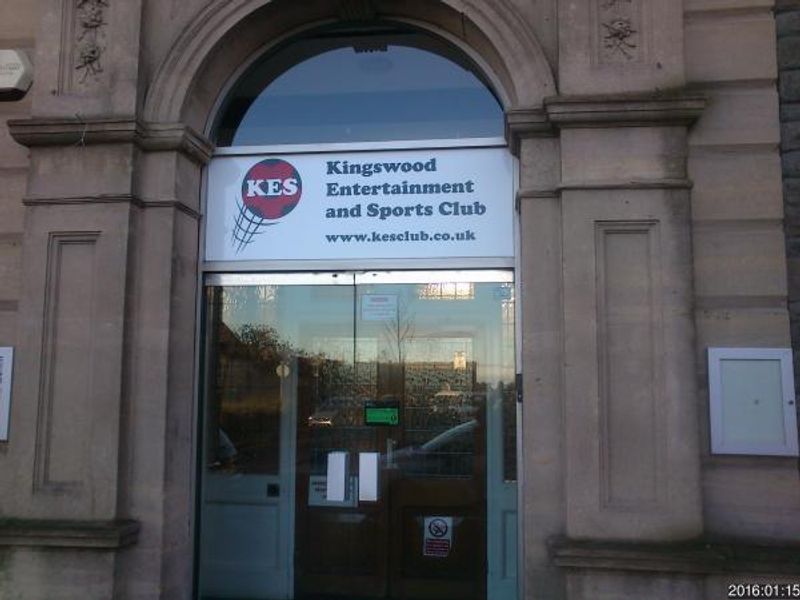 KES
Kingswood
Entertainment
and Sports Club
www.kesclub.co.uk
2016:01:15